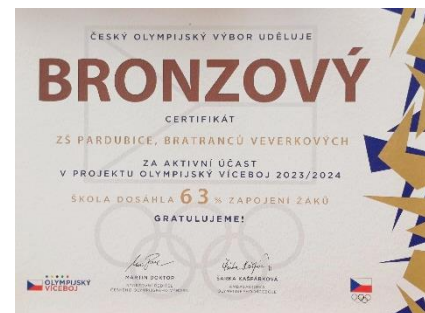 ČESKÝ OLYMPIJSKÝ VÝBOR UDĚLUJE
BRONZOVÝ
CERTIFIKÁT
ZŠ PARDUBICE, BRATRANCŮ VEVERKOVÝCH
ZA AKTIVNÍ ÚČAST
V PROJEKTU OLYMPIJSKÝ VÍCEBOJ 2023/2024
ŠKOLA DOSÁHLA 63 % ZAPOJENÍ ŽÁKŮ
GRATULUJEME!
MARTIN DOKTOR
OLYMPIJSKÝ
VÍCEBOJ